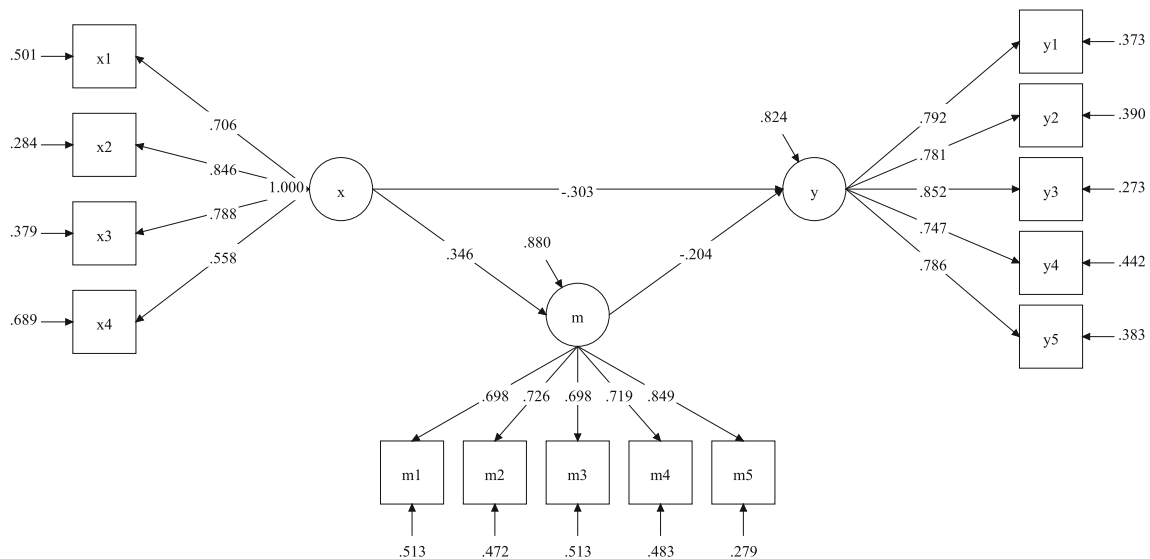 .501 x1 y1 .373
.706 .824 .792 y2 .390
.284 x2 .846 .781
1.000 x -.303 y .852 y3 .273
.379 x3 .788 .747
.558 .346 .880 -.204 .786 y4 .442
.689 x4 m y5 .383
.698 .726 .698 .719 .849
m1 m2 m3 m4 m5
.513 .472 .513 .483 .279